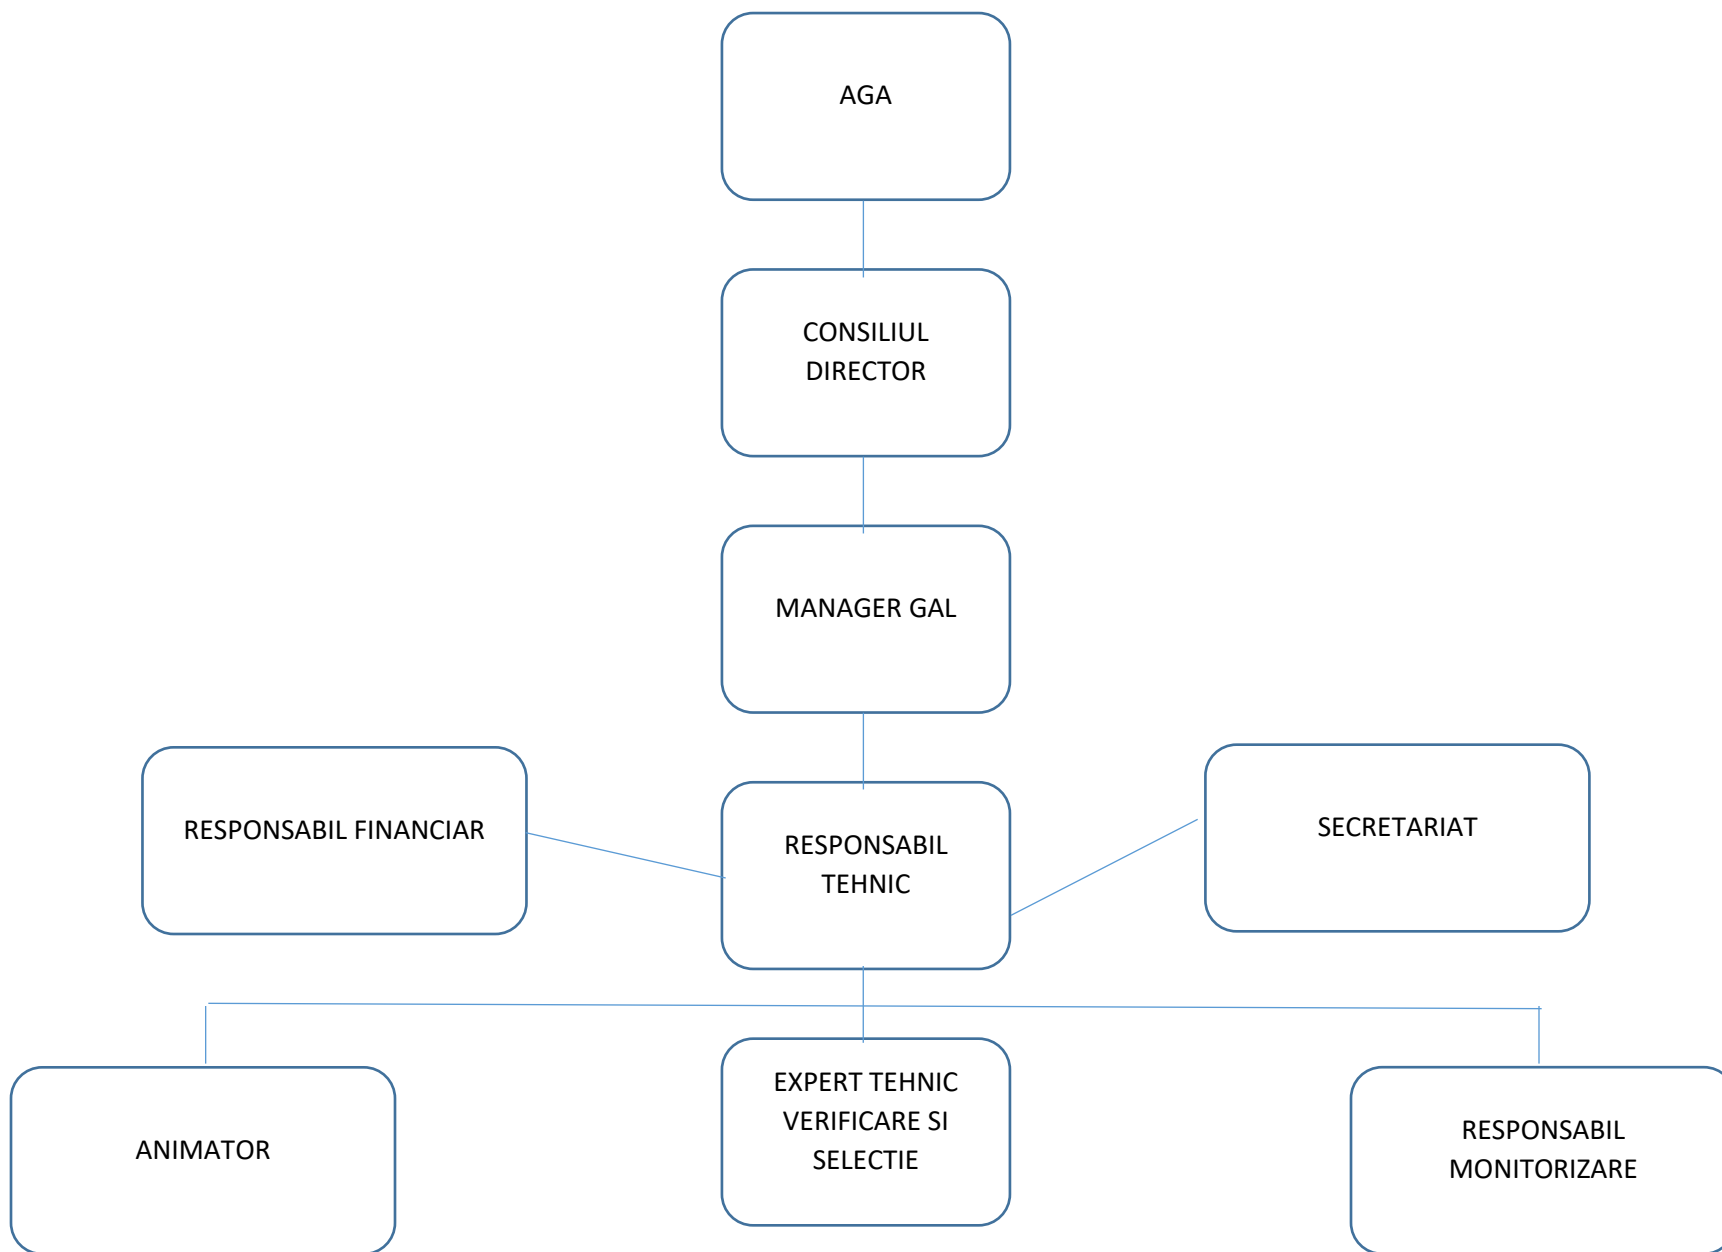 AGA
CONSILIUL
DIRECTOR
MANAGER GAL
RESPONSABIL FINANCIAR
RESPONSABIL
TEHNIC
SECRETARIAT
ANIMATOR
EXPERT TEHNIC
VERIFICARE SI
SELECTIE
RESPONSABIL
MONITORIZARE